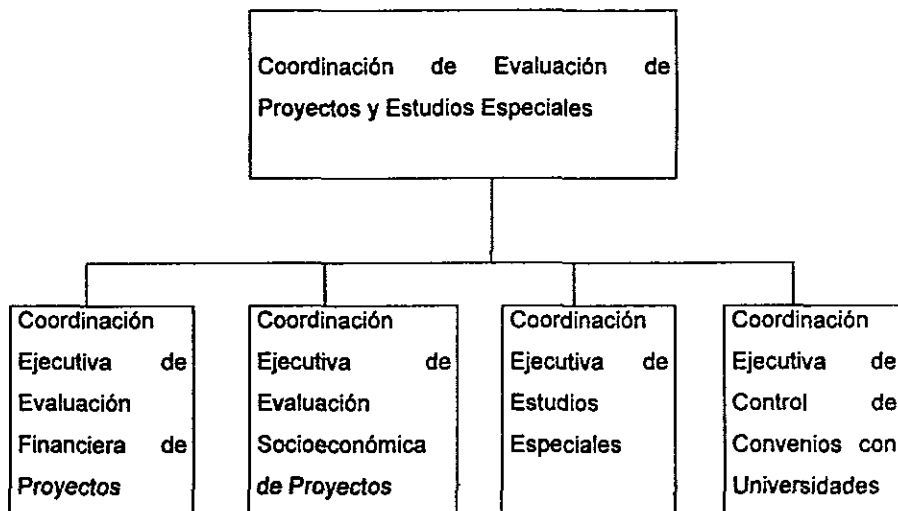 Coordinación de Evaluación de
Proyectos y Estudios Especiales
Coordinación
Ejecutiva de
Evaluación
Financiera de
Proyectos
Coordinación
Ejecutiva de
Evaluación
Socioeconómica
de Proyectos
Coordinación
Ejecutiva de
Estudios
Especiales
Coordinación
Ejecutiva de
Control de
Convenios con
Universidades